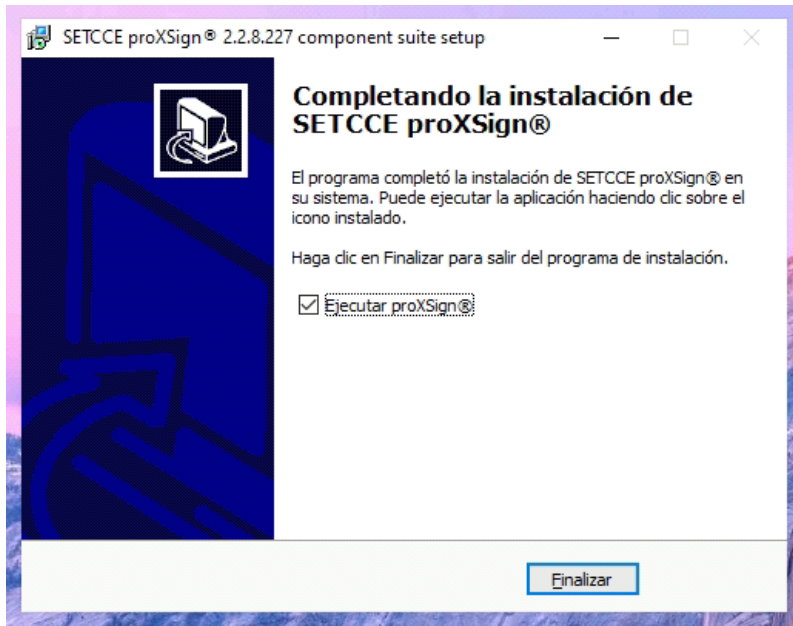 SETCCE proXSign® 2.2.8.227 component suite setup
Completando la instalación de
SETCCE proXSign®
El programa completó la instalación de SETCCE proXSign® en
su sistema. Puede ejecutar la aplicación haciendo clic sobre el
icono instalado.
Haga clic en Finalizar para salir del programa de instalación.
Ejecutar proXSign®
Finalizar